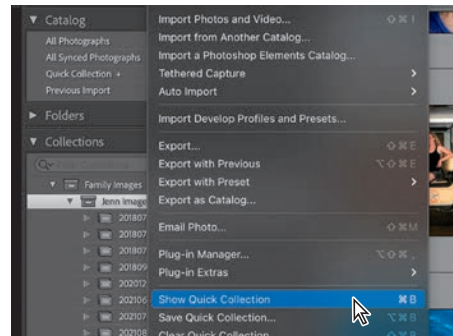 Catalog
All Photographs
All Synced Photographs
Quick Collection +
Previous Import
Folders
Collections
Family Images
Jenn image
201807
201807
201807
201809
202012
202106
202107
202108
Import Photos and Video... ⇧ ⌘ I
Import from Another Catalog...
Import a Photoshop Elements Catalog...
Tethered Capture
Auto Import
Import Develop Profiles and Presets...
Export... ⇧ ⌘ E
Export with Previous ⌥ ⇧ ⌘ E
Export with Preset
Export as Catalog...
Email Photo... ⇧ ⌘ M
Plug-in Manager... ⌥ ⇧ ⌘ ,
Plug-in Extras
Show Quick Collection ⌘ B
Save Quick Collection... ⌥ ⌘ B
Clear Quick Collection